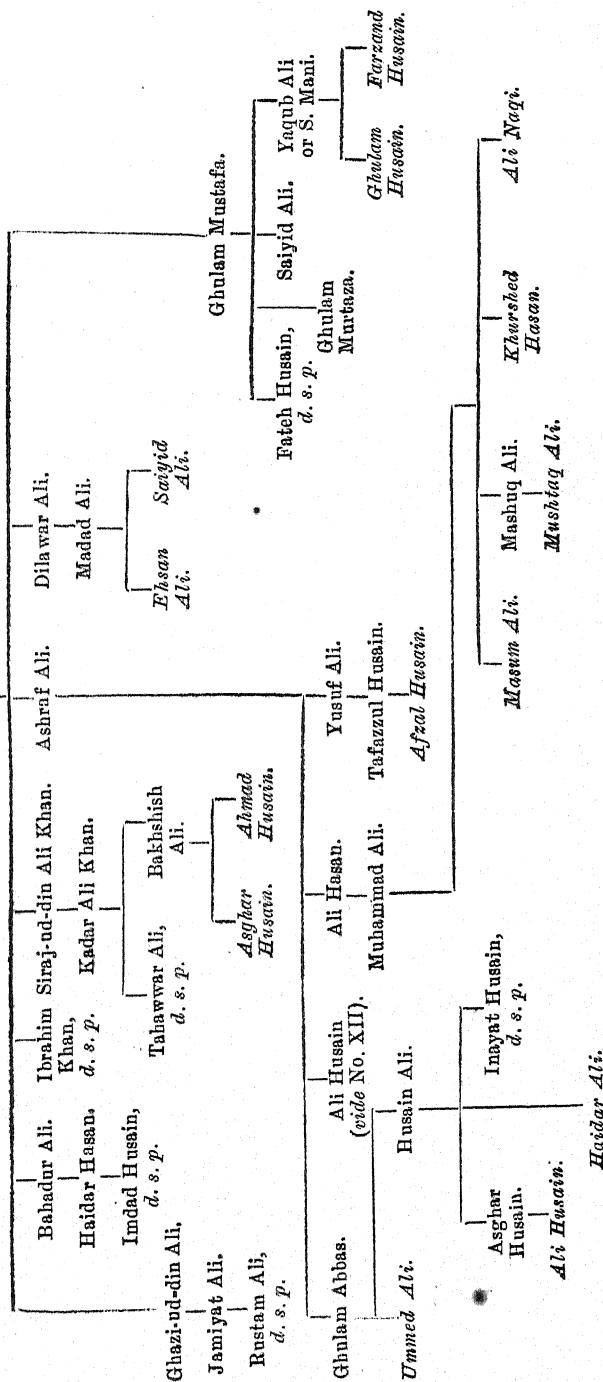 Bahadur Ali.
Ibrahim Khan,
d. s. p.
Siraj-ud-din Ali Khan.
Ashraf Ali.
Dilawar Ali.
Haidar Hasan.
Kadar Ali Khan.
Madad Ali.
Imdad Husain,
d. s. p.
Tahawwar Ali,
d. s. p.
Bakhshish
Ali.
Ehsan
Ali.
Saiyid
Ali.
Ghazi-ud-din Ali.
Ghulam Mustafa.
Jamiyat Ali.
Asghar
Husain.
Ahmad
Husain.
Rustam Ali,
d. s. p.
Fateh Husain,
d. s. p.
Ghulam
Murtaza.
Saiyid Ali.
Yaqub Ali
or S. Mani.
Ghulam
Husain.
Farzand
Husain.
Ghulam Abbas.
Ali Husain
(vide No. XII).
Ali Hasan.
Yusuf Ali.
Ummed Ali.
Husain Ali.
Muhammad Ali.
Tafazzul Husain.
Afzal Husain.
Asghar
Husain.
Inayat Husain,
d. s. p.
Masum Ali.
Mashuq Ali.
Khurshed
Hasan.
Ali Naqi.
Ali Husain.
Mushtaq Ali.
Haidar Ali.